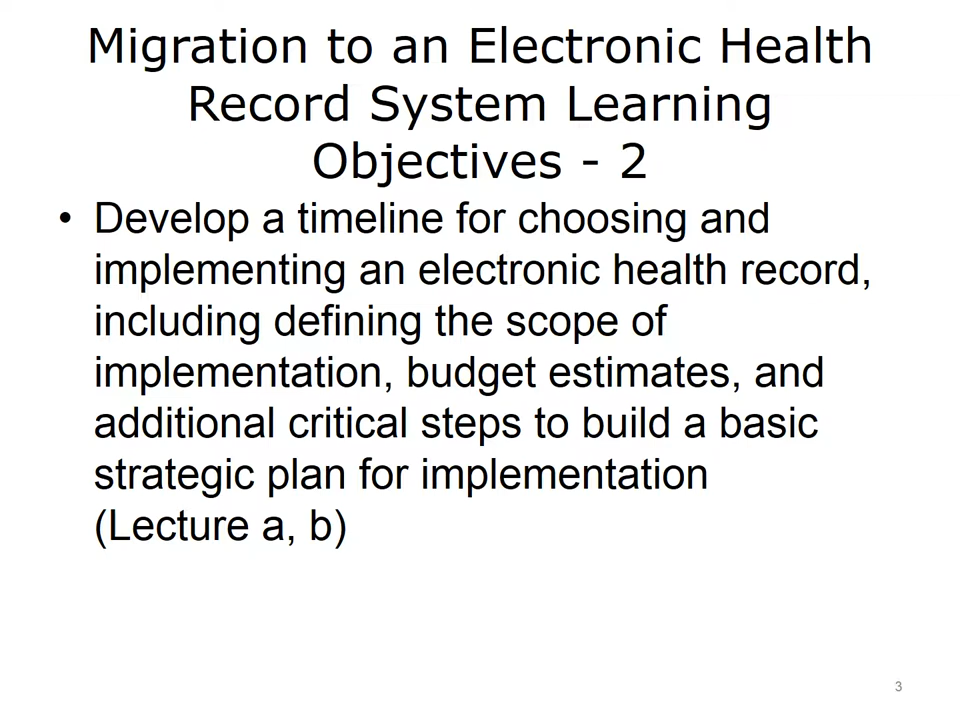 Migration to an Electronic Health
Record System Learning
Objectives - 2
• Develop a timeline for choosing and
implementing an electronic health record,
including defining the scope of
implementation, budget estimates, and
additional critical steps to build a basic
strategic plan for implementation
(Lecture a, b)
3